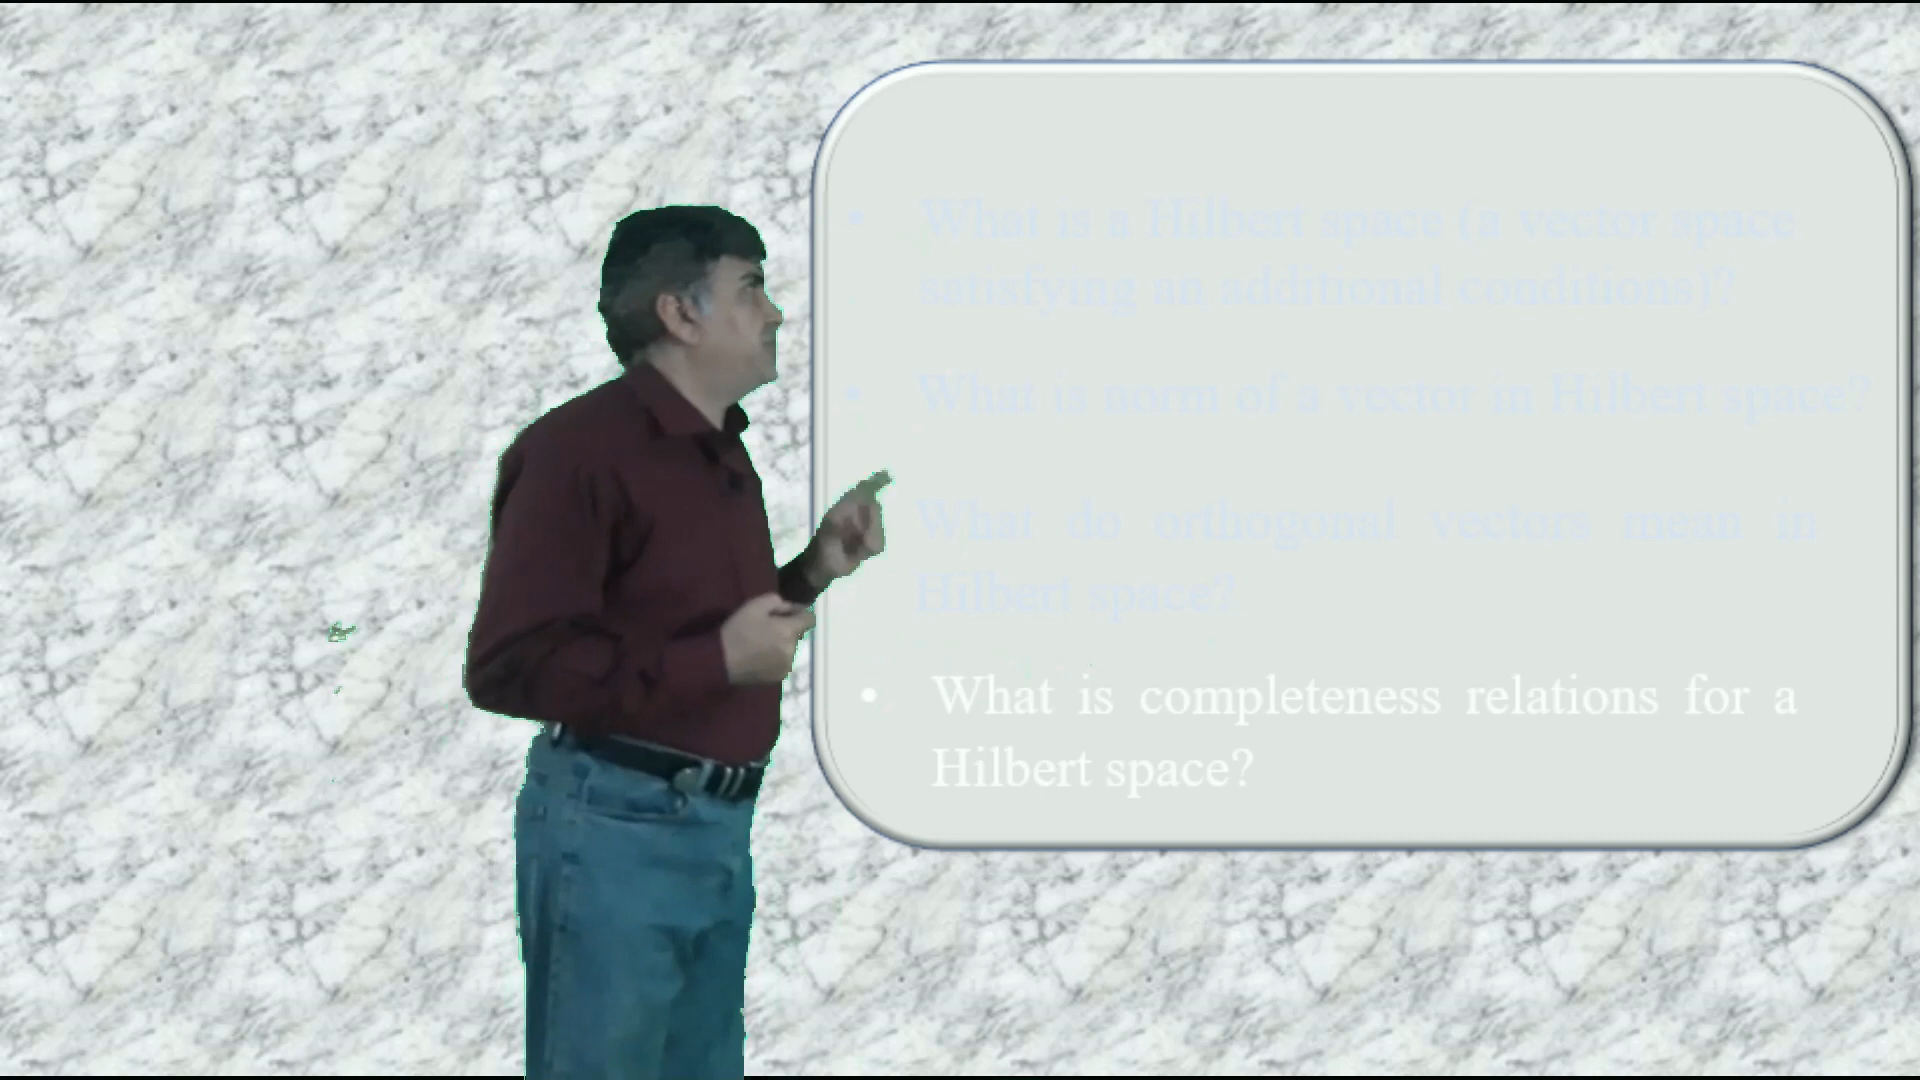 • What is a Hilbert space (a vector space
satisfying an additional conditions)?
• What is norm of a vector in Hilbert space?
What do orthogonal vectors mean in
Hilbert space?
• What is completeness relations for a
Hilbert space?